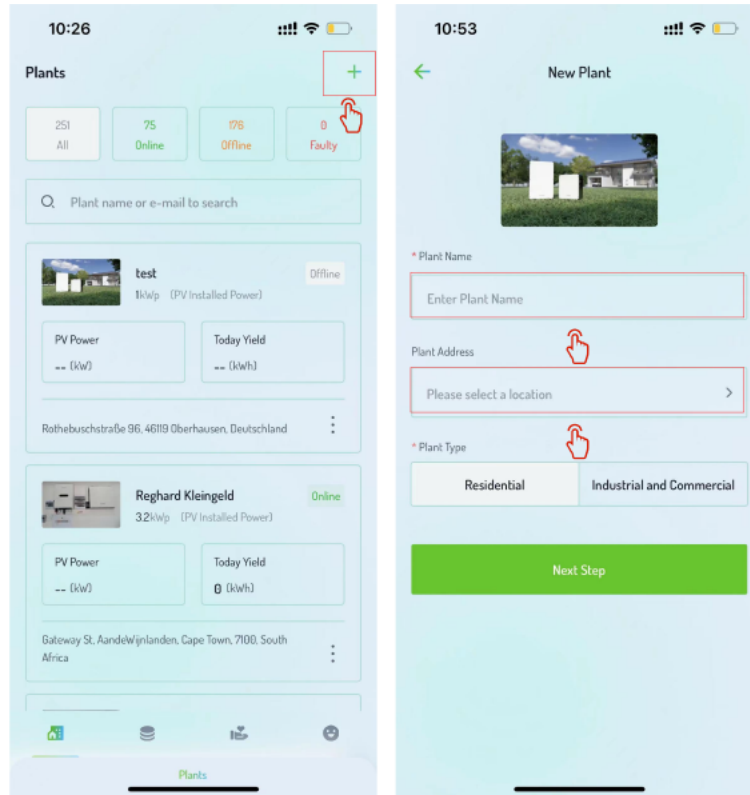 10:26
Plants
+
251
All
75
Online
176
Offline
0
Faulty
Plant name or e-mail to search
test
Offline
1kWp (PV Installed Power)
PV Power
-- (kW)
Today Yield
-- (kWh)
Rothebuschstraße 96, 46119 Oberhausen, Deutschland
Reghard Kleingeld
Online
3.2kWp (PV Installed Power)
PV Power
-- (kW)
Today Yield
0 (kWh)
Gateway St, AandeWijnlanden, Cape Town, 7100, South
Africa
Plants
10:53
New Plant
* Plant Name
Enter Plant Name
Plant Address
Please select a location
* Plant Type
Residential
Industrial and Commercial
Next Step